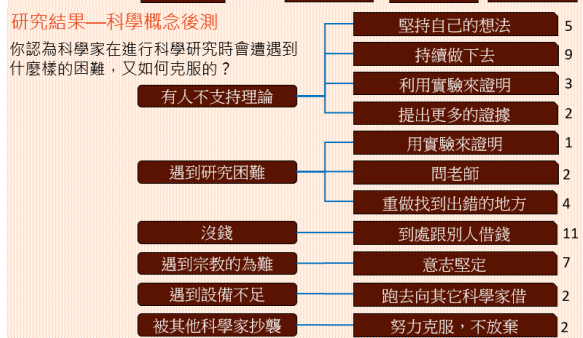 研究結果—科學概念後測
你認為科學家在進行科學研究時會遭遇到
什麼樣的困難，又如何克服的？
有人不支持理論
堅持自己的想法 5
持續做下去 9
利用實驗來證明 3
提出更多的證據 2
遇到研究困難
用實驗來證明 1
問老師 2
重做找到出錯的地方 4
沒錢
到處跟別人借錢 11
遇到宗教的為難
意志堅定 7
遇到設備不足
跑去向其它科學家借 2
被其他科學家抄襲
努力克服，不放棄 2